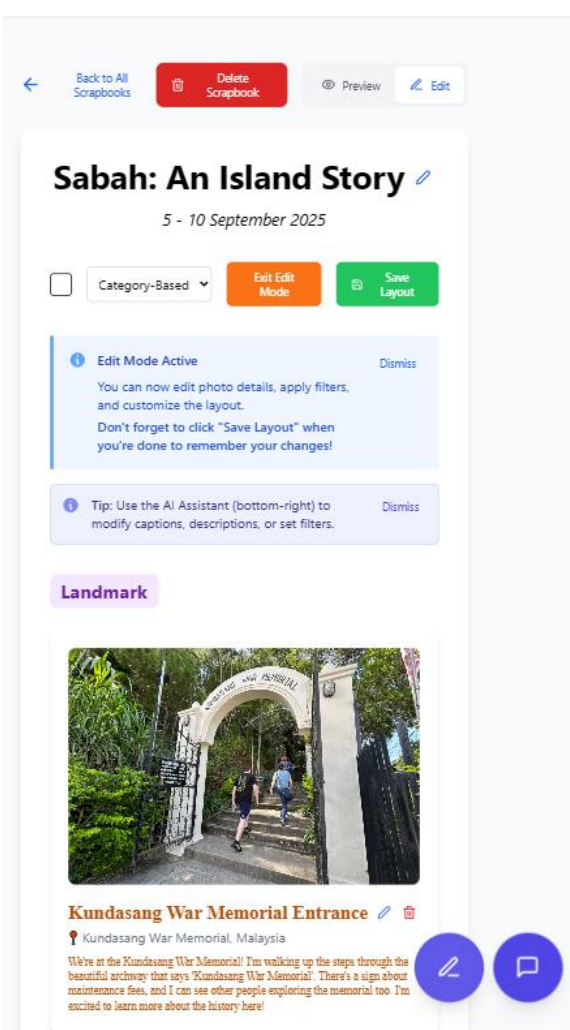 Back to All
Scrapbooks
Delete
Scrapbook
Preview
Edit
Sabah: An Island Story
5 - 10 September 2025
Category-Based
Exit Edit
Mode
Save
Layout
Edit Mode Active
Dismiss
You can now edit photo details, apply filters,
and customize the layout.
Don't forget to click "Save Layout" when
you're done to remember your changes!
Tip: Use the AI Assistant (bottom-right) to
modify captions, descriptions, or set filters.
Dismiss
Landmark
KUNDASANG WAR MEMORIAL
Kundasang War Memorial Entrance
Kundasang War Memorial, Malaysia
We're at the Kundasang War Memorial! I'm walking up the steps through the
beautiful archway that says 'Kundasang War Memorial'. There's a sign about
maintenance fees, and I can see other people exploring the memorial too. I'm
excited to learn more about the history here!